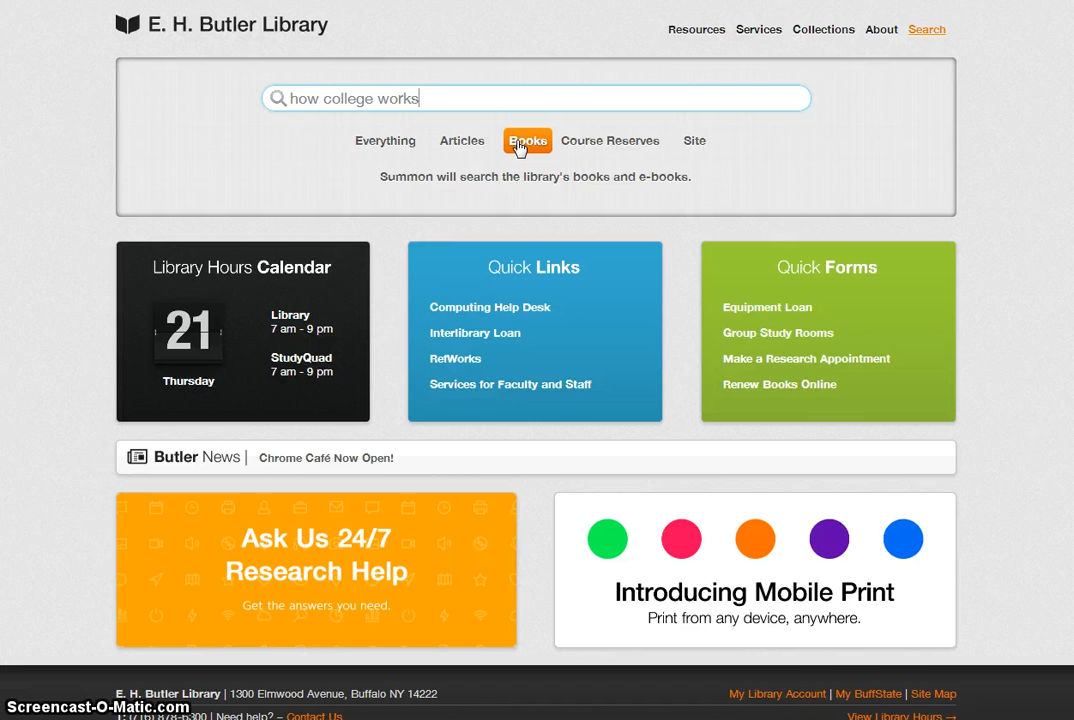 E. H. Butler Library
Resources Services Collections About Search
how college works
Everything Articles Books Course Reserves Site
Summon will search the library's books and e-books.
Library Hours Calendar
21
Thursday
Library
7 am - 9 pm
StudyQuad
7 am - 9 pm
Quick Links
Computing Help Desk
Interlibrary Loan
RefWorks
Services for Faculty and Staff
Quick Forms
Equipment Loan
Group Study Rooms
Make a Research Appointment
Renew Books Online
Butler News | Chrome Café Now Open!
Ask Us 24/7
Research Help
Get the answers you need.
Introducing Mobile Print
Print from any device, anywhere.
E. H. Butler Library | 1300 Elmwood Avenue, Buffalo NY 14222
My Library Account | My BuffState | Site Map
Screencast-O-Matic.com
T: (716) 878-6300 | Need help? – Contact Us
View Library Hours →